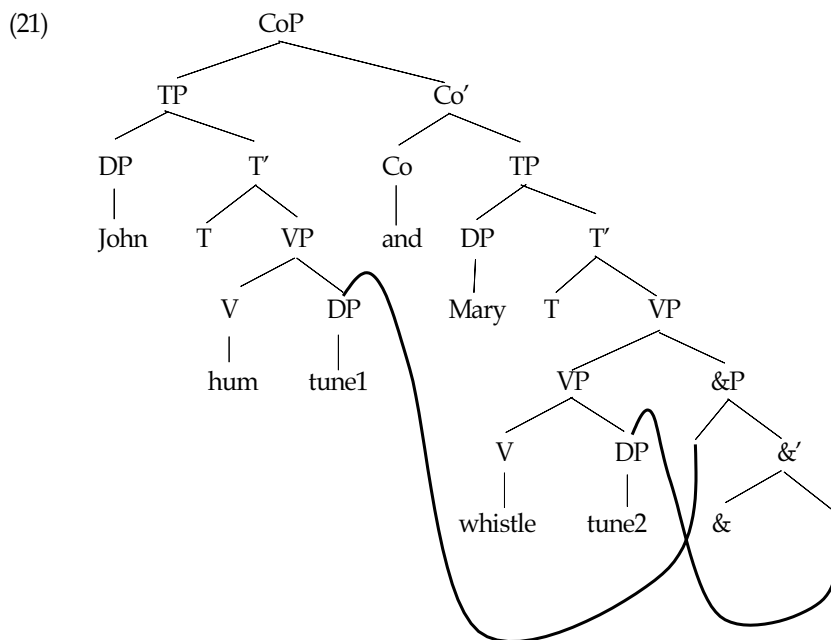 (21) CoP
TP Co’
DP T’ Co TP
John T VP and DP T’
V DP Mary T VP
hum tune1 VP &P
V DP &’
whistle tune2 &